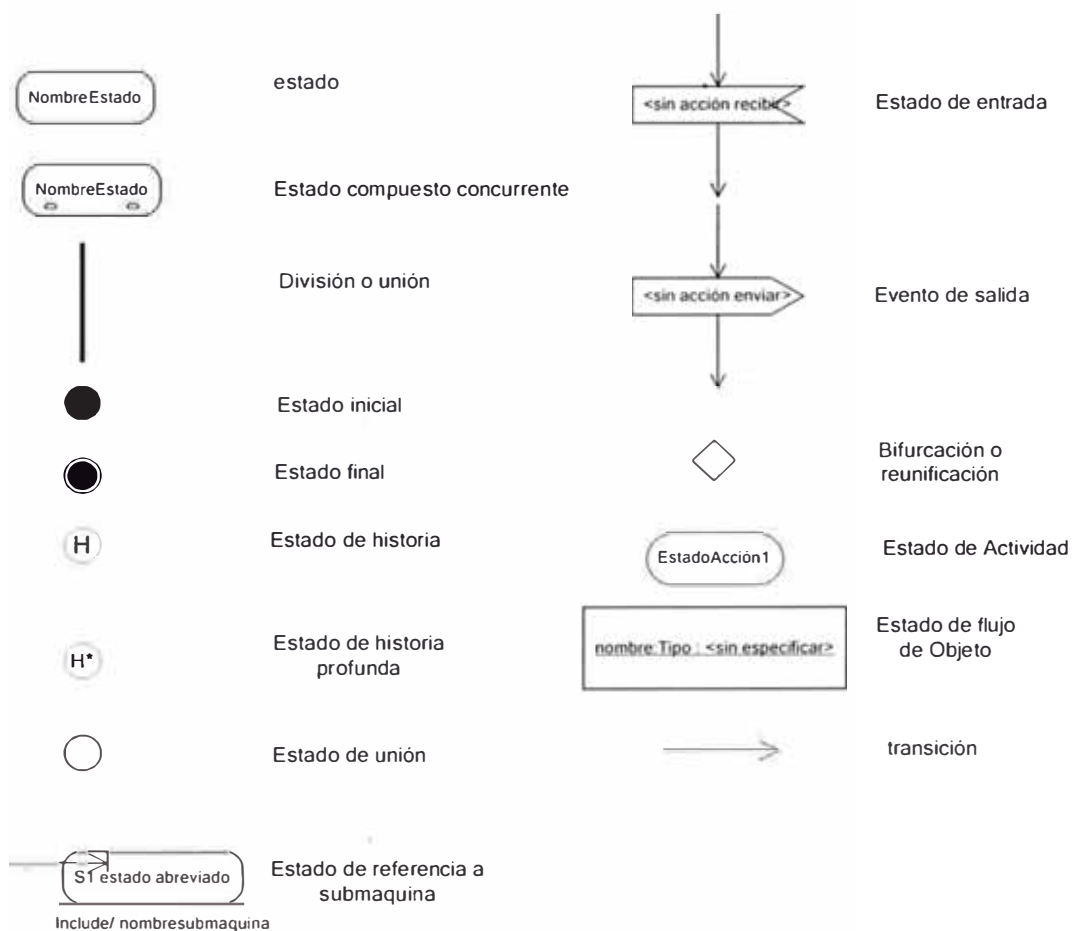 NombreEstado
estado
NombreEstado
Estado compuesto concurrente
División o unión
Estado inicial
Estado final
H
Estado de historia
H*
Estado de historia
profunda
Estado de unión
S1 estado abreviado
Include/ nombresubmaquina
Estado de referencia a
submaquina
<sin acción recibir>
Estado de entrada
<sin acción enviar>
Evento de salida
Bifurcación o
reunificación
EstadoAcción1
Estado de Actividad
nombre:Tipo : <sin especificar>
Estado de flujo
de Objeto
transición